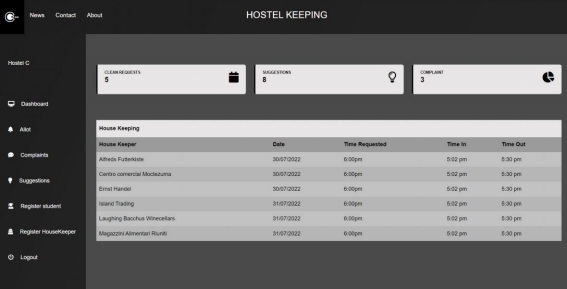 News Contact About HOSTEL KEEPING
Hostel C
Dashboard
Allot
Complaints
Suggestions
Register student
Register HouseKeeper
Logout
CLEAN REQUESTS
5
SUGGESTIONS
8
COMPLAINT
3
House Keeping
House Keeper Date Time Requested Time In Time Out
Alfreds Futterkiste 30/07/2022 6:00pm 5:02 pm 5:30 pm
Centro comercial Moctezuma 30/07/2022 6:00pm 5:02 pm 5:30 pm
Ernst Handel 30/07/2022 6:00pm 5:02 pm 5:30 pm
Island Trading 31/07/2022 6:00pm 5:02 pm 5:30 pm
Laughing Bacchus Winecellars 31/07/2022 6:00pm 5:02 pm 5:30 pm
Magazzini Alimentari Riuniti 31/07/2022 6:00pm 5:02 pm 5:30 pm